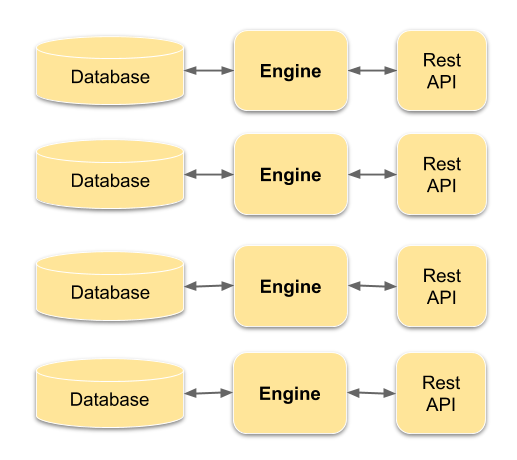 Database
Engine
Rest
API
Database
Engine
Rest
API
Database
Engine
Rest
API
Database
Engine
Rest
API